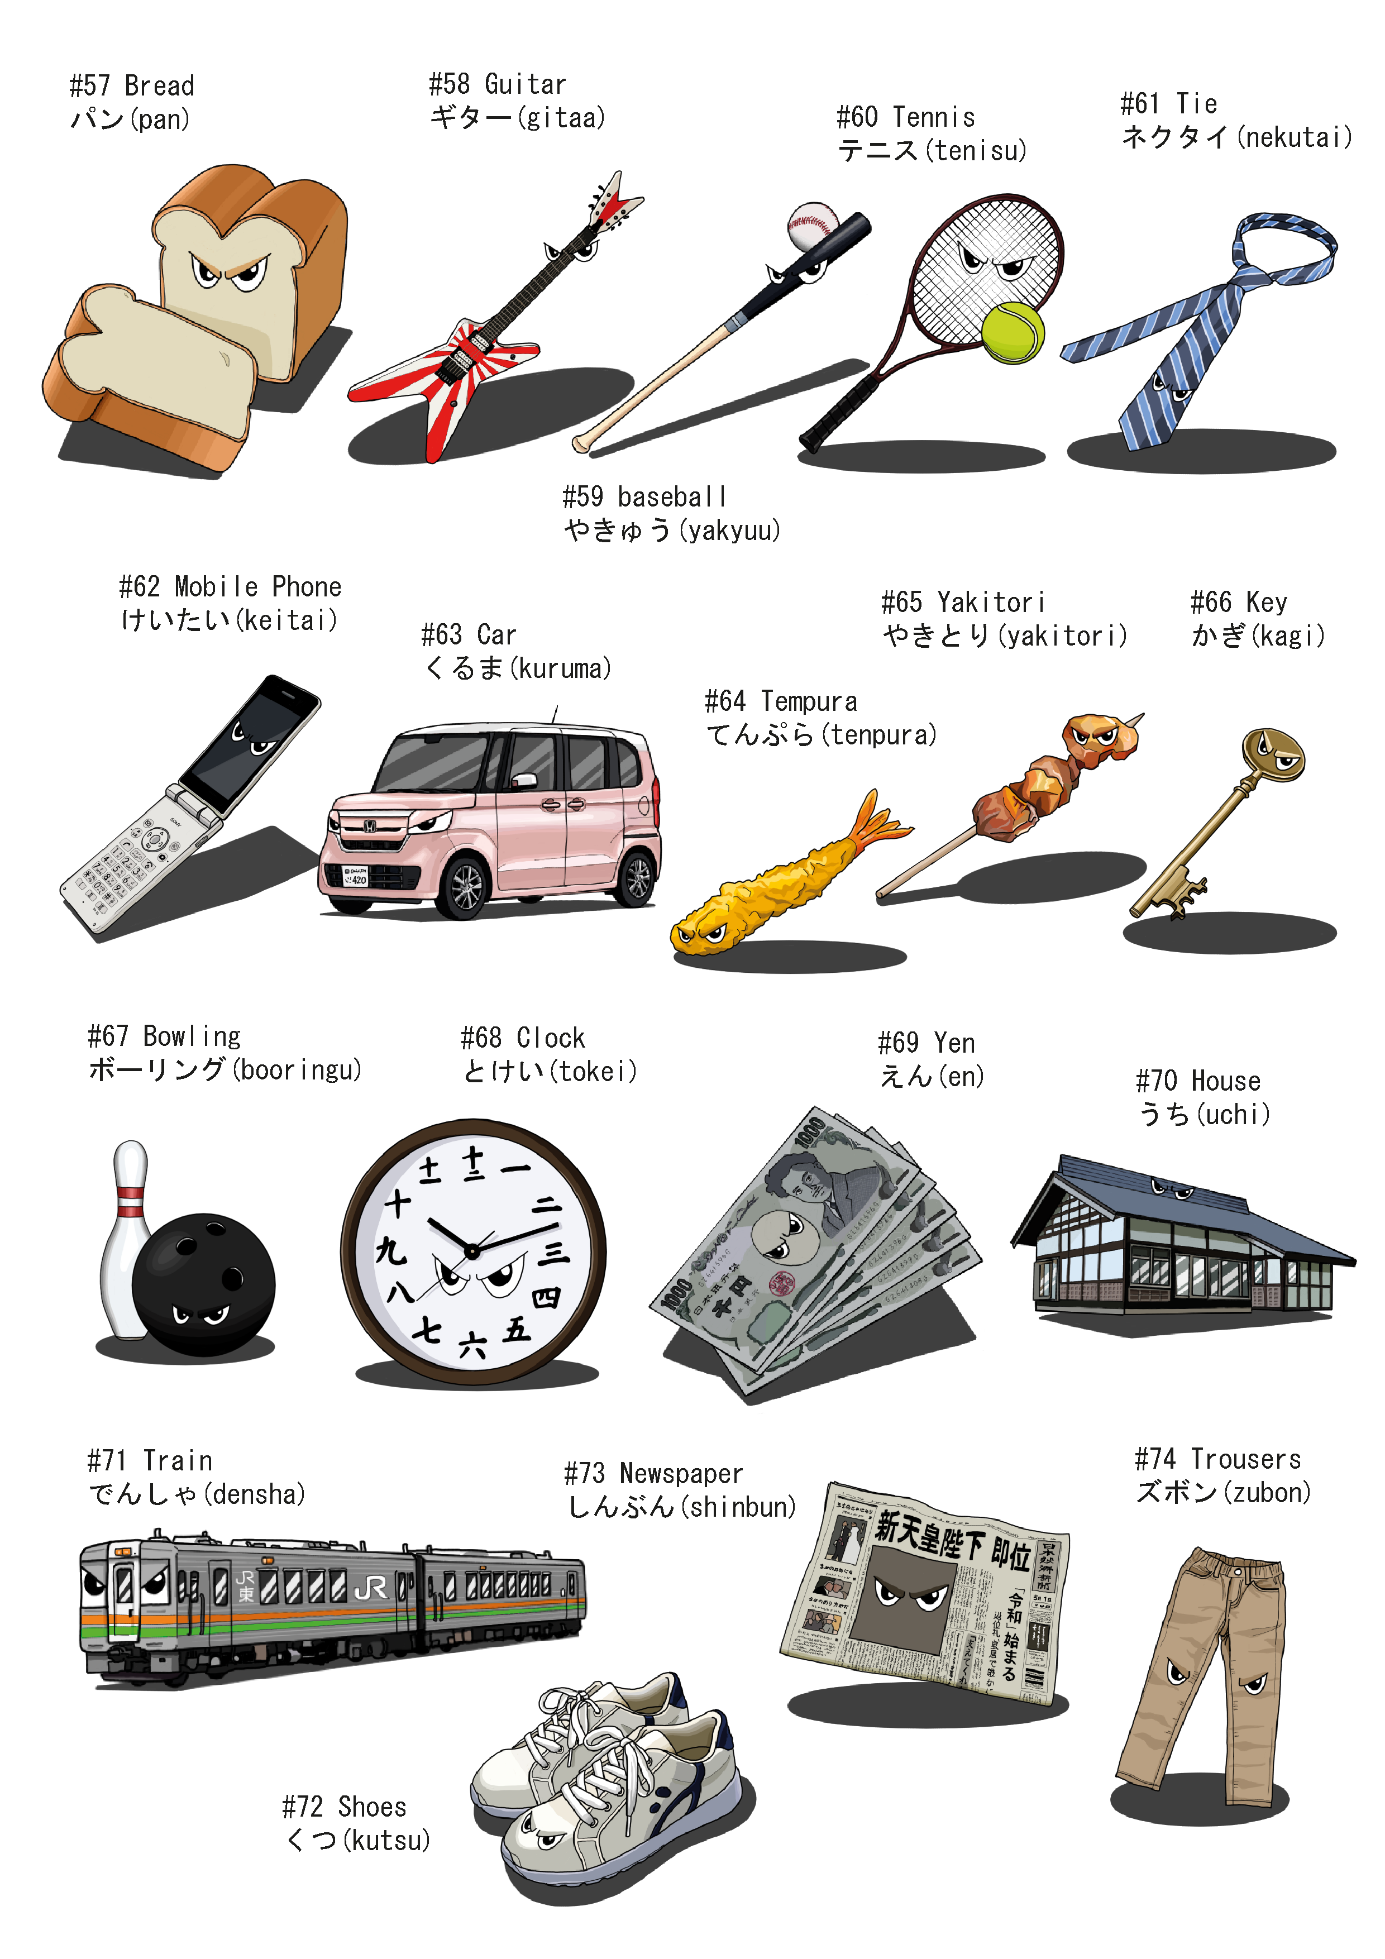 #57 Bread
パン(pan)
#58 Guitar
ギター(gitaa)
#60 Tennis
テニス(tenisu)
#61 Tie
ネクタイ(nekutai)
#59 baseball
やきゅう(yakyuu)
#62 Mobile Phone
けいたい(keitai)
#63 Car
くるま(kuruma)
420
#64 Tempura
てんぷら(tenpura)
#65 Yakitori
やきとり(yakitori)
#66 Key
かぎ(kagi)
#67 Bowling
ボーリング(booringu)
#68 Clock
とけい(tokei)
十二
一
二
三
四
五
六
七
八
九
十
十一
#69 Yen
えん(en)
1000
1000
#70 House
うち(uchi)
#71 Train
でんしゃ(densha)
JR
東
JR
#73 Newspaper
しんぶん(shinbun)
新天皇陛下 即位
「令和」始まる
#74 Trousers
ズボン(zubon)
#72 Shoes
くつ(kutsu)